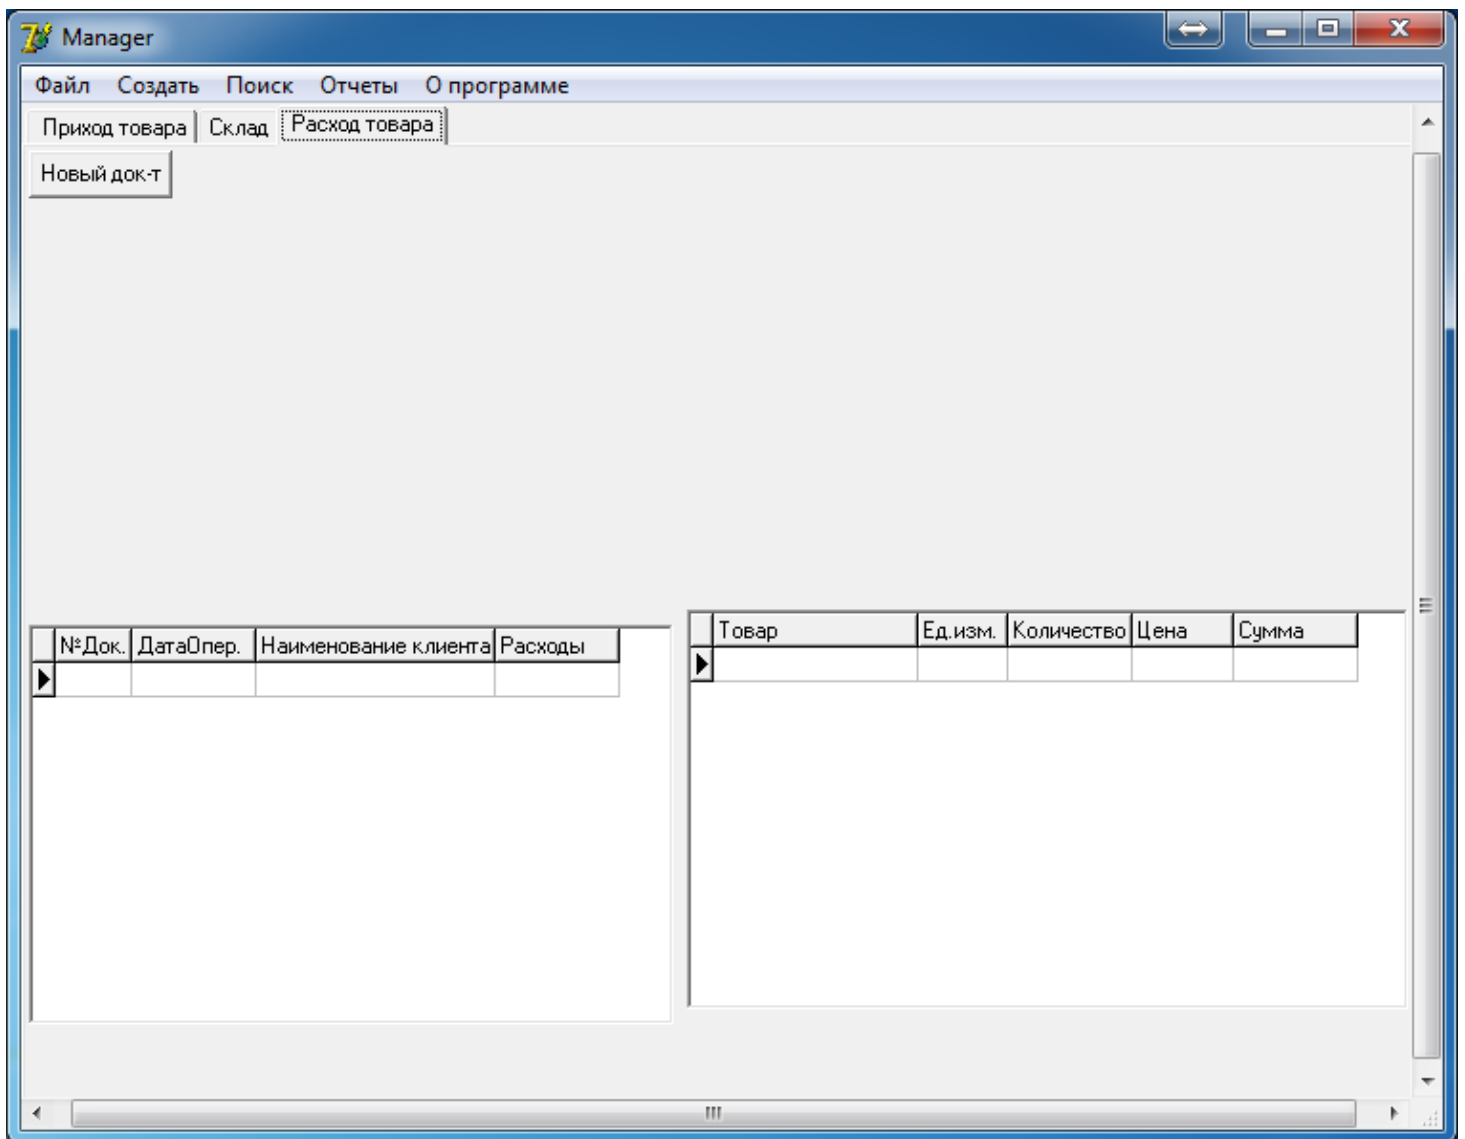 Manager
Файл Создать Поиск Отчеты О программе
Приход товара Склад Расход товара
Новый док-т
№Док. ДатаОпер. Наименование клиента Расходы
Товар Ед.изм. Количество Цена Сумма